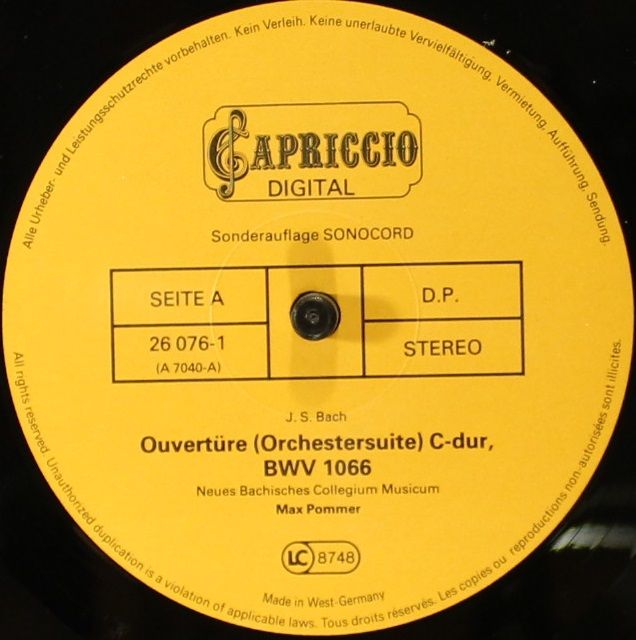 Alle Urheber- und Leistungsschutzrechte vorbehalten. Kein Verleih. Keine unerlaubte Vervielfältigung, Vermietung, Aufführung, Sendung.
CAPRICCIO
DIGITAL
Sonderauflage SONOCORD
SEITE A
D.P.
26 076-1
(A 7040-A)
STEREO
J. S. Bach
Ouvertüre (Orchestersuite) C-dur,
BWV 1066
Neues Bachisches Collegium Musicum
Max Pommer
LC 8748
Made in West-Germany
All rights reserved. Unauthorized duplication is a violation of applicable laws. Tous droits réservés. Les copies ou reproductions non-autorisées sont illicites.